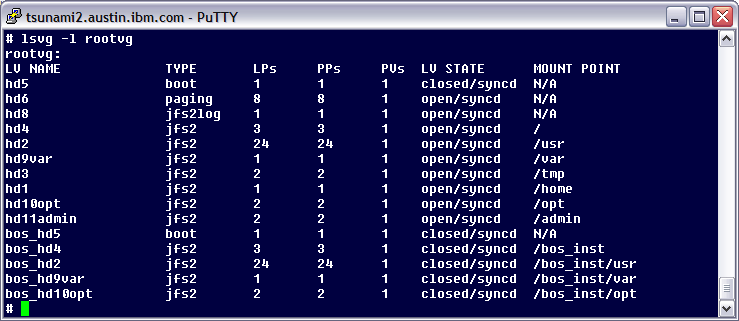 tsunami2.austin.ibm.com - PuTTY
# lsvg -l rootvg
rootvg:
LV NAME TYPE LPs PPs PVs LV STATE MOUNT POINT
hd5 boot 1 1 1 closed/syncd N/A
hd6 paging 8 8 1 open/syncd N/A
hd8 jfs2log 1 1 1 open/syncd N/A
hd4 jfs2 3 3 1 open/syncd /
hd2 jfs2 24 24 1 open/syncd /usr
hd9var jfs2 1 1 1 open/syncd /var
hd3 jfs2 2 2 1 open/syncd /tmp
hd1 jfs2 1 1 1 open/syncd /home
hd10opt jfs2 2 2 1 open/syncd /opt
hd11admin jfs2 2 2 1 open/syncd /admin
bos_hd5 boot 1 1 1 closed/syncd N/A
bos_hd4 jfs2 3 3 1 closed/syncd /bos_inst
bos_hd2 jfs2 24 24 1 closed/syncd /bos_inst/usr
bos_hd9var jfs2 1 1 1 closed/syncd /bos_inst/var
bos_hd10opt jfs2 2 2 1 closed/syncd /bos_inst/opt
#